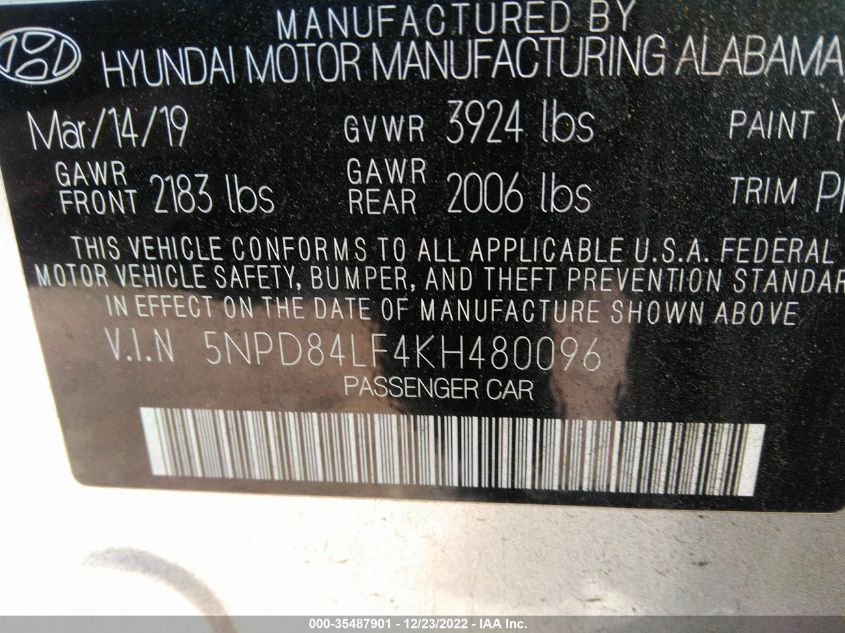 MANUFACTURED BY
HYUNDAI MOTOR MANUFACTURING ALABAMA
Mar/14/19 GVWR 3924 lbs PAINT Y
GAWR FRONT 2183 lbs GAWR REAR 2006 lbs TRIM
THIS VEHICLE CONFORMS TO ALL APPLICABLE U.S.A. FEDERAL
MOTOR VEHICLE SAFETY, BUMPER, AND THEFT PREVENTION STANDAR
IN EFFECT ON THE DATE OF MANUFACTURE SHOWN ABOVE
V.I.N 5NPD84LF4KH480096
PASSENGER CAR
000-35487901 - 12/23/2022 - IAA Inc.